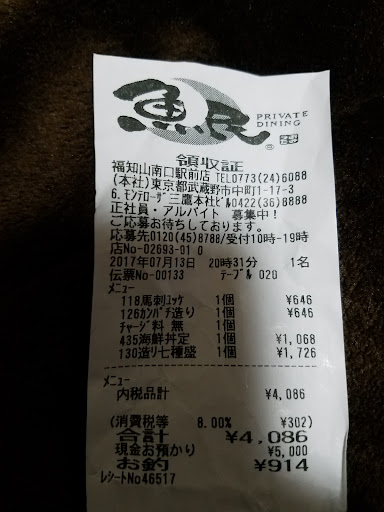 魚民
PRIVATE
DINING
領収証
福知山南口駅前店 TEL0773(24)6088
(本社)東京都武蔵野市中町1-17-3
6.モンテローザ三鷹本社ビル0422(36)8888
正社員・アルバイト 募集中!
ご応募お待ちしております。
応募先0120(45)8788/受付10時-19時
店No-02693-01 0
2017年07月13日 20時31分 1名
伝票No-00133 テーブル 020
メニュー
118馬刺ユッケ 1個 ¥646
126カンパチ造り 1個 ¥646
チャージ料 無 1個
435海鮮丼定 1個 ¥1,068
130造り七種盛 1個 ¥1,726
メニュー
内税品計 ¥4,086
(消費税等 8.00% ¥302)
合計 ¥4,086
現金お預かり ¥5,000
お釣 ¥914
レシートNo46517